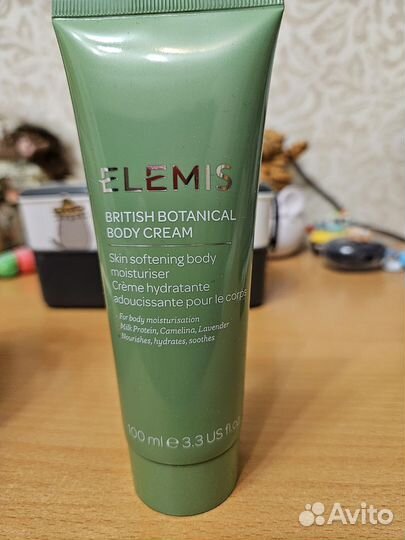 ELEMIS
BRITISH BOTANICAL
BODY CREAM
Skin softening body
moisturiser
Crème hydratante
adoucissante pour le corps
- For body moisturisation
- Milk Protein, Camelina, Lavender
- Nourishes, hydrates, soothes
100 ml e 3.3 US fl.oz
Avito